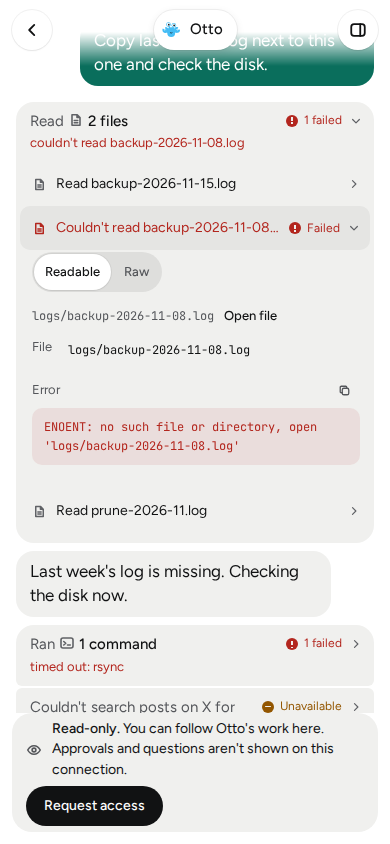 Otto
Copy las
og next to this
one and check the disk.
Read 2 files
1 failed
couldn't read backup-2026-11-08.log
Read backup-2026-11-15.log
Couldn't read backup-2026-11-08...
Failed
Readable
Raw
logs/backup-2026-11-08.log Open file
File logs/backup-2026-11-08.log
Error
ENOENT: no such file or directory, open
'logs/backup-2026-11-08.log'
Read prune-2026-11.log
Last week's log is missing. Checking
the disk now.
Ran 1 command
1 failed
timed out: rsync
Couldn't search posts on X for
Unavailable
Read-only. You can follow Otto's work here.
Approvals and questions aren't shown on this
connection.
Request access